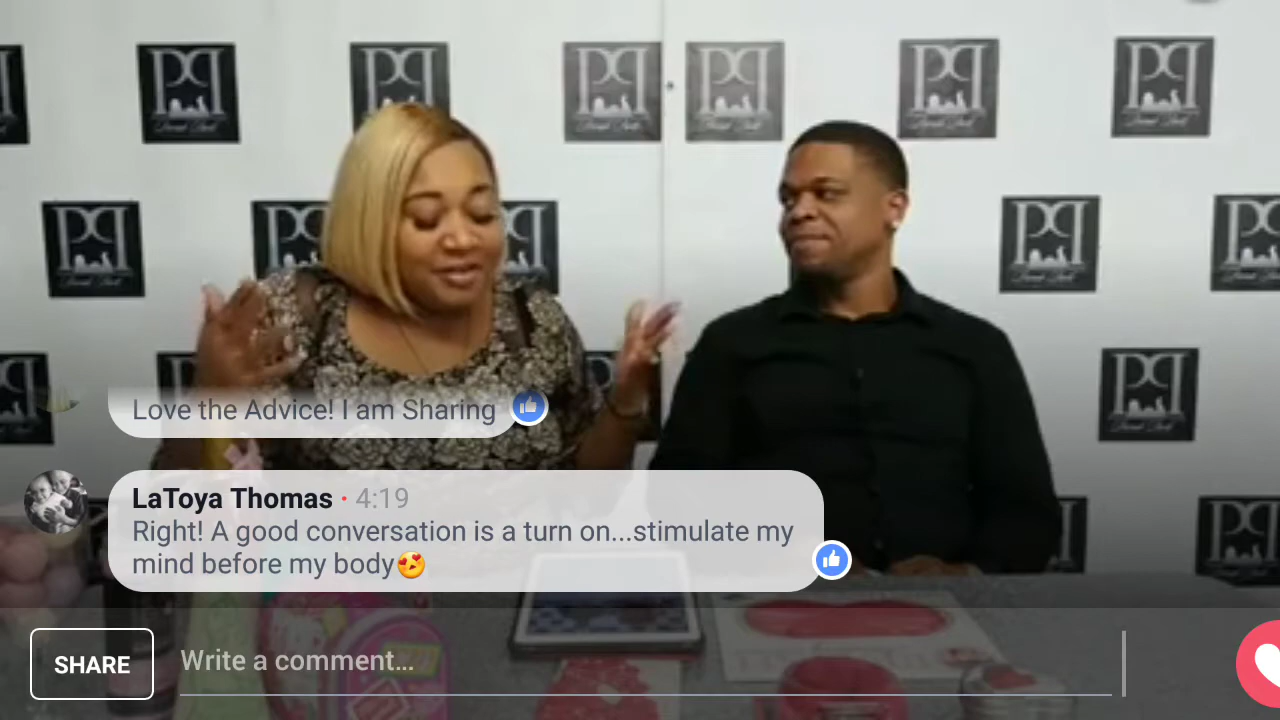 Love the Advice! I am Sharing
LaToya Thomas · 4:19
Right! A good conversation is a turn on...stimulate my
mind before my body😍
SHARE
Write a comment...